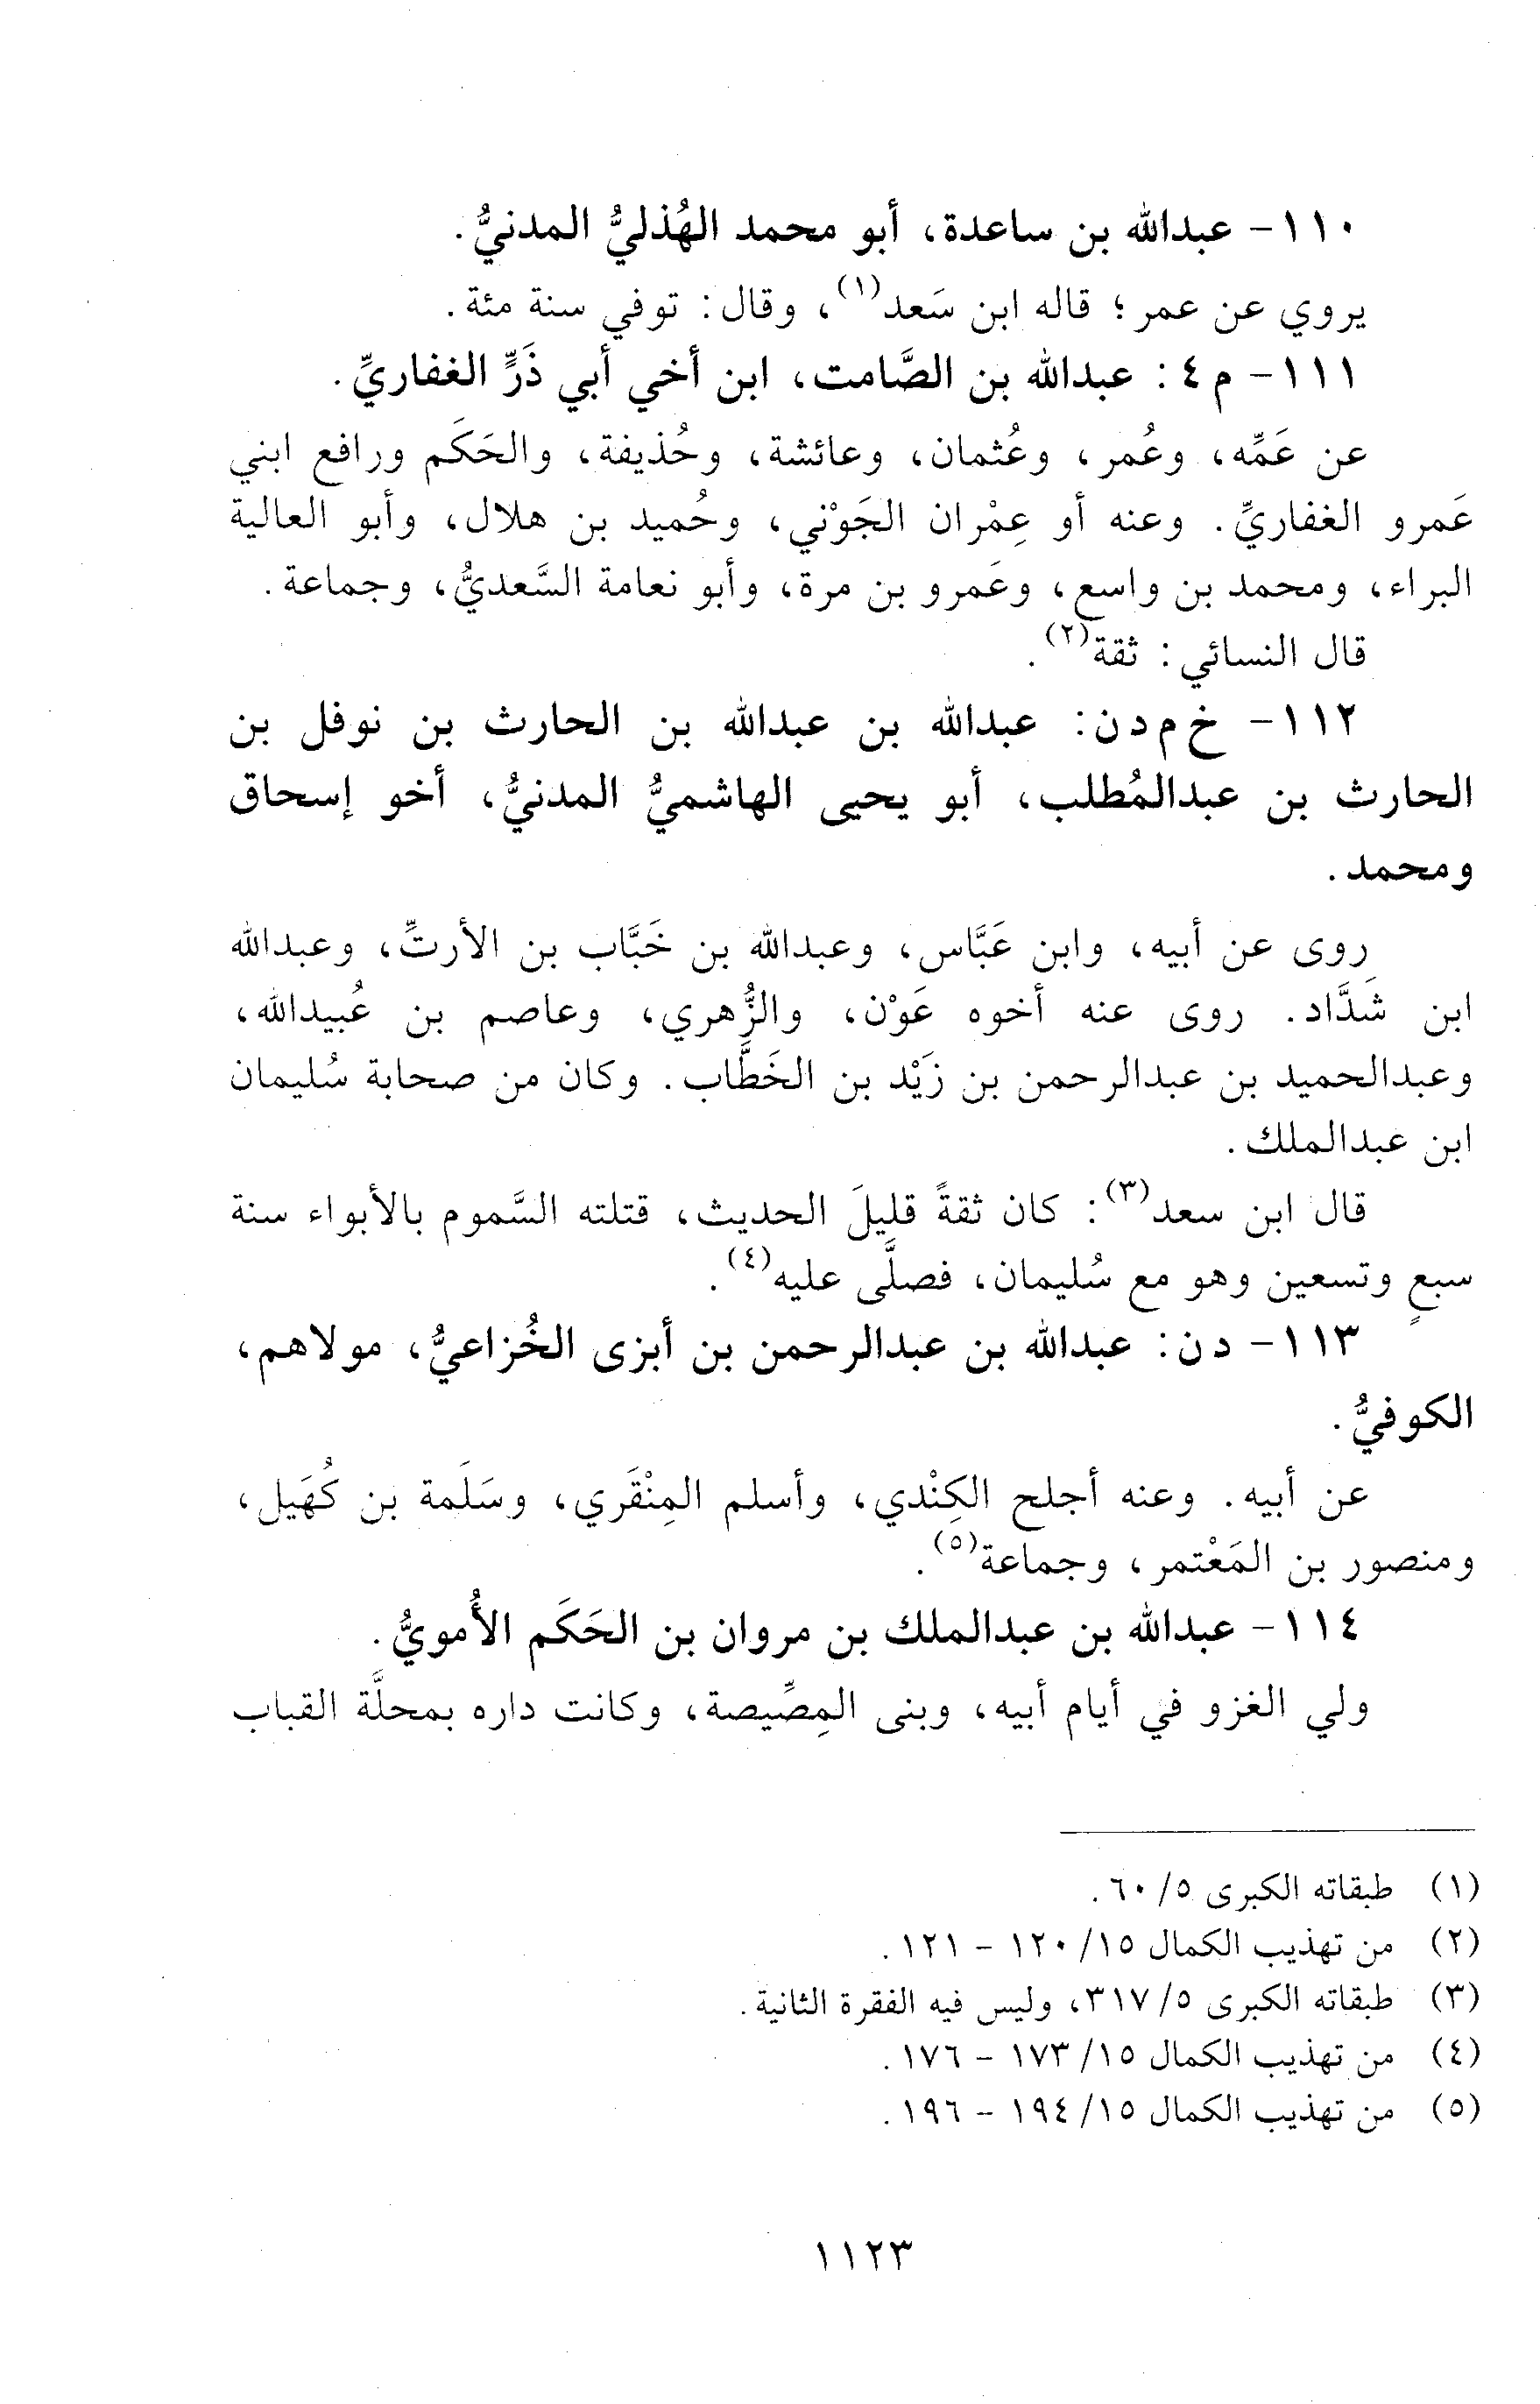 ١١٠- عبدالله بن ساعدة، أبو محمد الهُذليُّ المدنيُّ.
يروي عن عمر؛ قاله ابن سَعد(١)، وقال: توفي سنة مئة.
١١١- م ٤: عبدالله بن الصَّامت، ابن أخي أبي ذَرٍّ الغفاريِّ.
عن عَمِّه، وعُمر، وعُثمان، وعائشة، وحُذيفة، والحَكَم ورافع ابني
عَمرو الغفاريِّ. وعنه أو عِمْران الجَوْني، وحُميد بن هلال، وأبو العالية
البراء، ومحمد بن واسع، وعَمرو بن مرة، وأبو نعامة السَّعديُّ، وجماعة.
قال النسائي: ثقة(٢).
١١٢- خ م د ن: عبدالله بن عبدالله بن الحارث بن نوفل بن
الحارث بن عبدالمُطلب، أبو يحيى الهاشميُّ المدنيُّ، أخو إسحاق
ومحمد.
روى عن أبيه، وابن عَبَّاس، وعبدالله بن خَبَّاب بن الأرتِّ، وعبدالله
ابن شَدَّاد. روى عنه أخوه عَوْن، والزُّهري، وعاصم بن عُبيدالله،
وعبدالحميد بن عبدالرحمن بن زَيْد بن الخَطَّاب. وكان من صحابة سُليمان
ابن عبدالملك.
قال ابن سعد(٣): كان ثقةً قليلَ الحديث، قتلته السَّموم بالأبواء سنة
سبعٍ وتسعين وهو مع سُليمان، فصلَّى عليه(٤).
١١٣- د ن: عبدالله بن عبدالرحمن بن أبزى الخُزاعيُّ، مولاهم،
الكوفيُّ.
عن أبيه. وعنه أجلح الكِنْدي، وأسلم المِنْقَري، وسَلَمة بن كُهَيل،
ومنصور بن المَعْتمر، وجماعة(٥).
١١٤- عبدالله بن عبدالملك بن مروان بن الحَكَم الأُمويُّ.
ولي الغزو في أيام أبيه، وبنى المِصِّيصة، وكانت داره بمحلَّة القباب
(١) طبقاته الكبرى ٥/ ٦٠.
(٢) من تهذيب الكمال ١٥/ ١٢٠ - ١٢١.
(٣) طبقاته الكبرى ٥/ ٣١٧، وليس فيه الفقرة الثانية.
(٤) من تهذيب الكمال ١٥/ ١٧٣ - ١٧٦.
(٥) من تهذيب الكمال ١٥/ ١٩٤ - ١٩٦.
١١٢٣